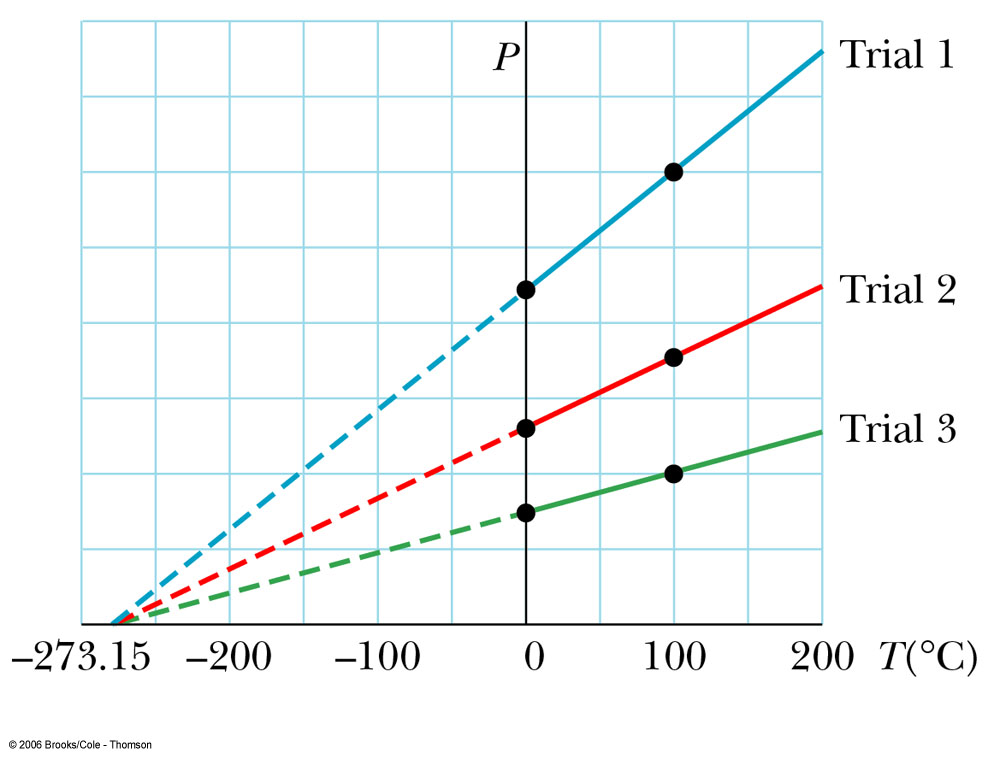 P
Trial 1
Trial 2
Trial 3
−273.15 −200 −100 0 100 200 T(°C)
© 2006 Brooks/Cole - Thomson